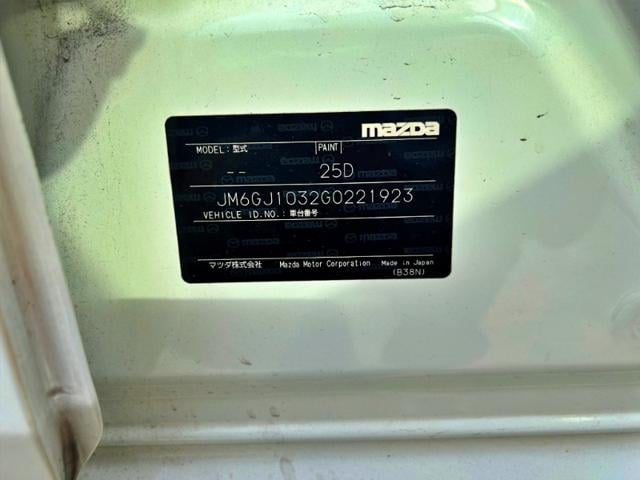 mazda
MODEL:型式 PAINT
-- 25D
JM6GJ1032G0221923
VEHICLE ID.NO.:車台番号
マツダ株式会社 Mazda Motor Corporation Made in Japan
(B38N)